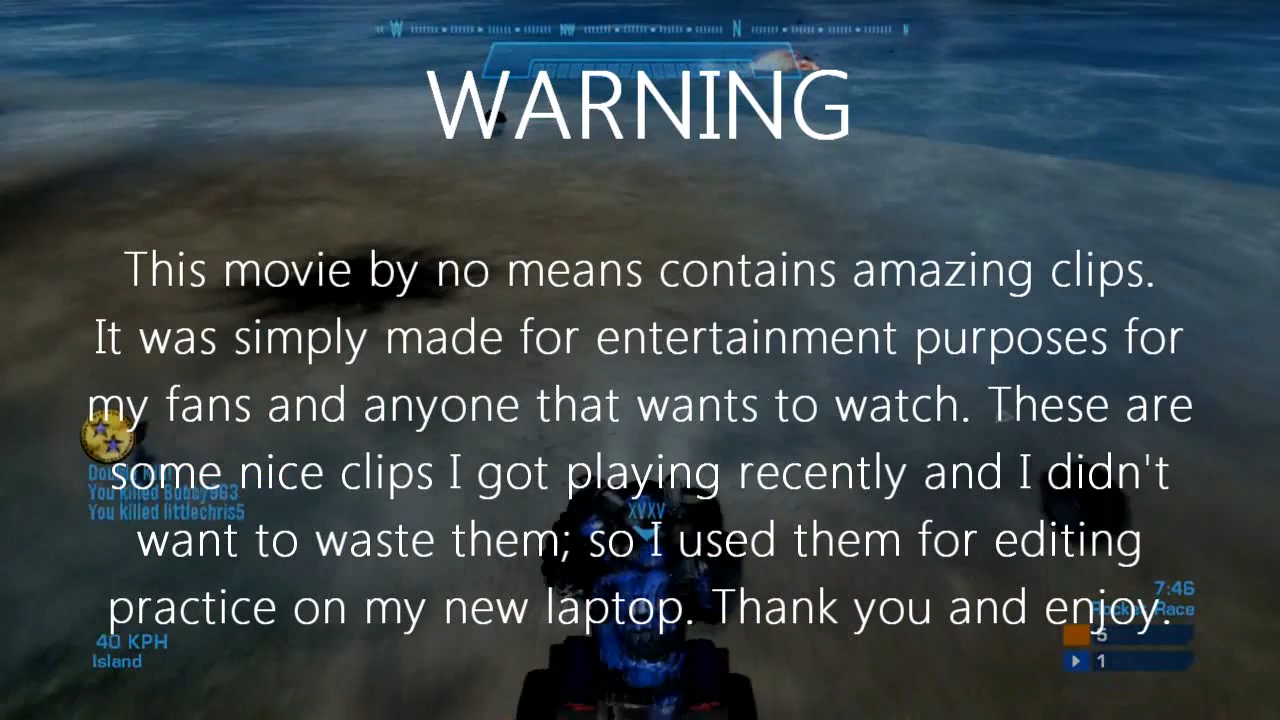 W NW N
WARNING
This movie by no means contains amazing clips.
It was simply made for entertainment purposes for
my fans and anyone that wants to watch. These are
some nice clips I got playing recently and I didn't
You killed Bubby963
You killed littlechris5
XVXV
want to waste them; so I used them for editing
7:46
practice on my new laptop. Thank you and enjoy.
Rocket Race
5
40 KPH
Island
1